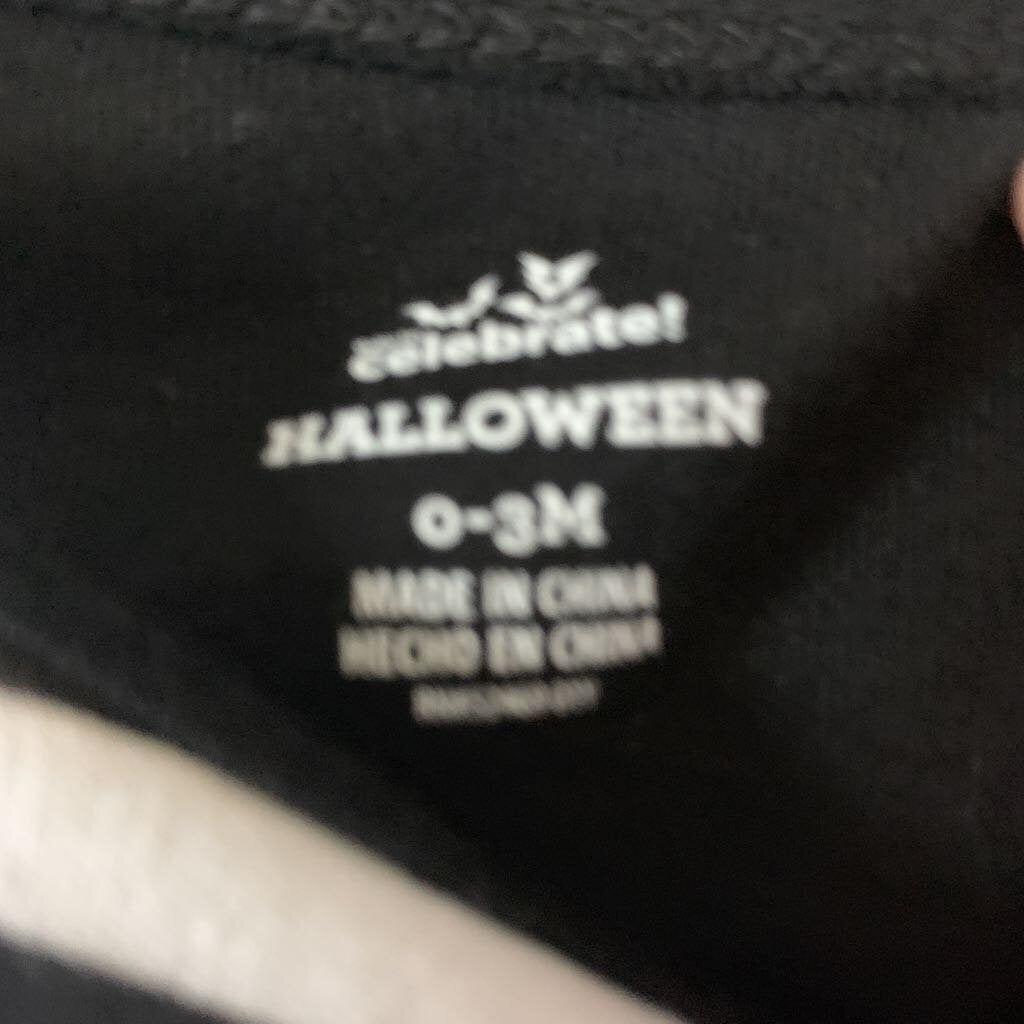 celebrate!
HALLOWEEN
0-3M
MADE IN CHINA
HECHO EN CHINA